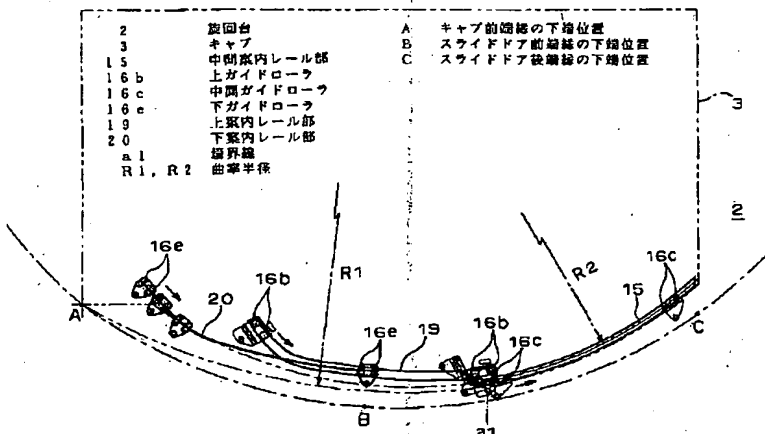 2 旋回台
3 キャブ
15 中間案内レール部
16b 上ガイドローラ
16c 中間ガイドローラ
16e 下ガイドローラ
19 上案内レール部
20 下案内レール部
a1 境界線
R1, R2 曲率半径
A キャブ前端縁の下端位置
B スライドドア前端縁の下端位置
C スライドドア後端縁の下端位置
3
2
16e
16b
R1
R2
16c
15
A
20
16e
19
16b
16c
C
B
a1